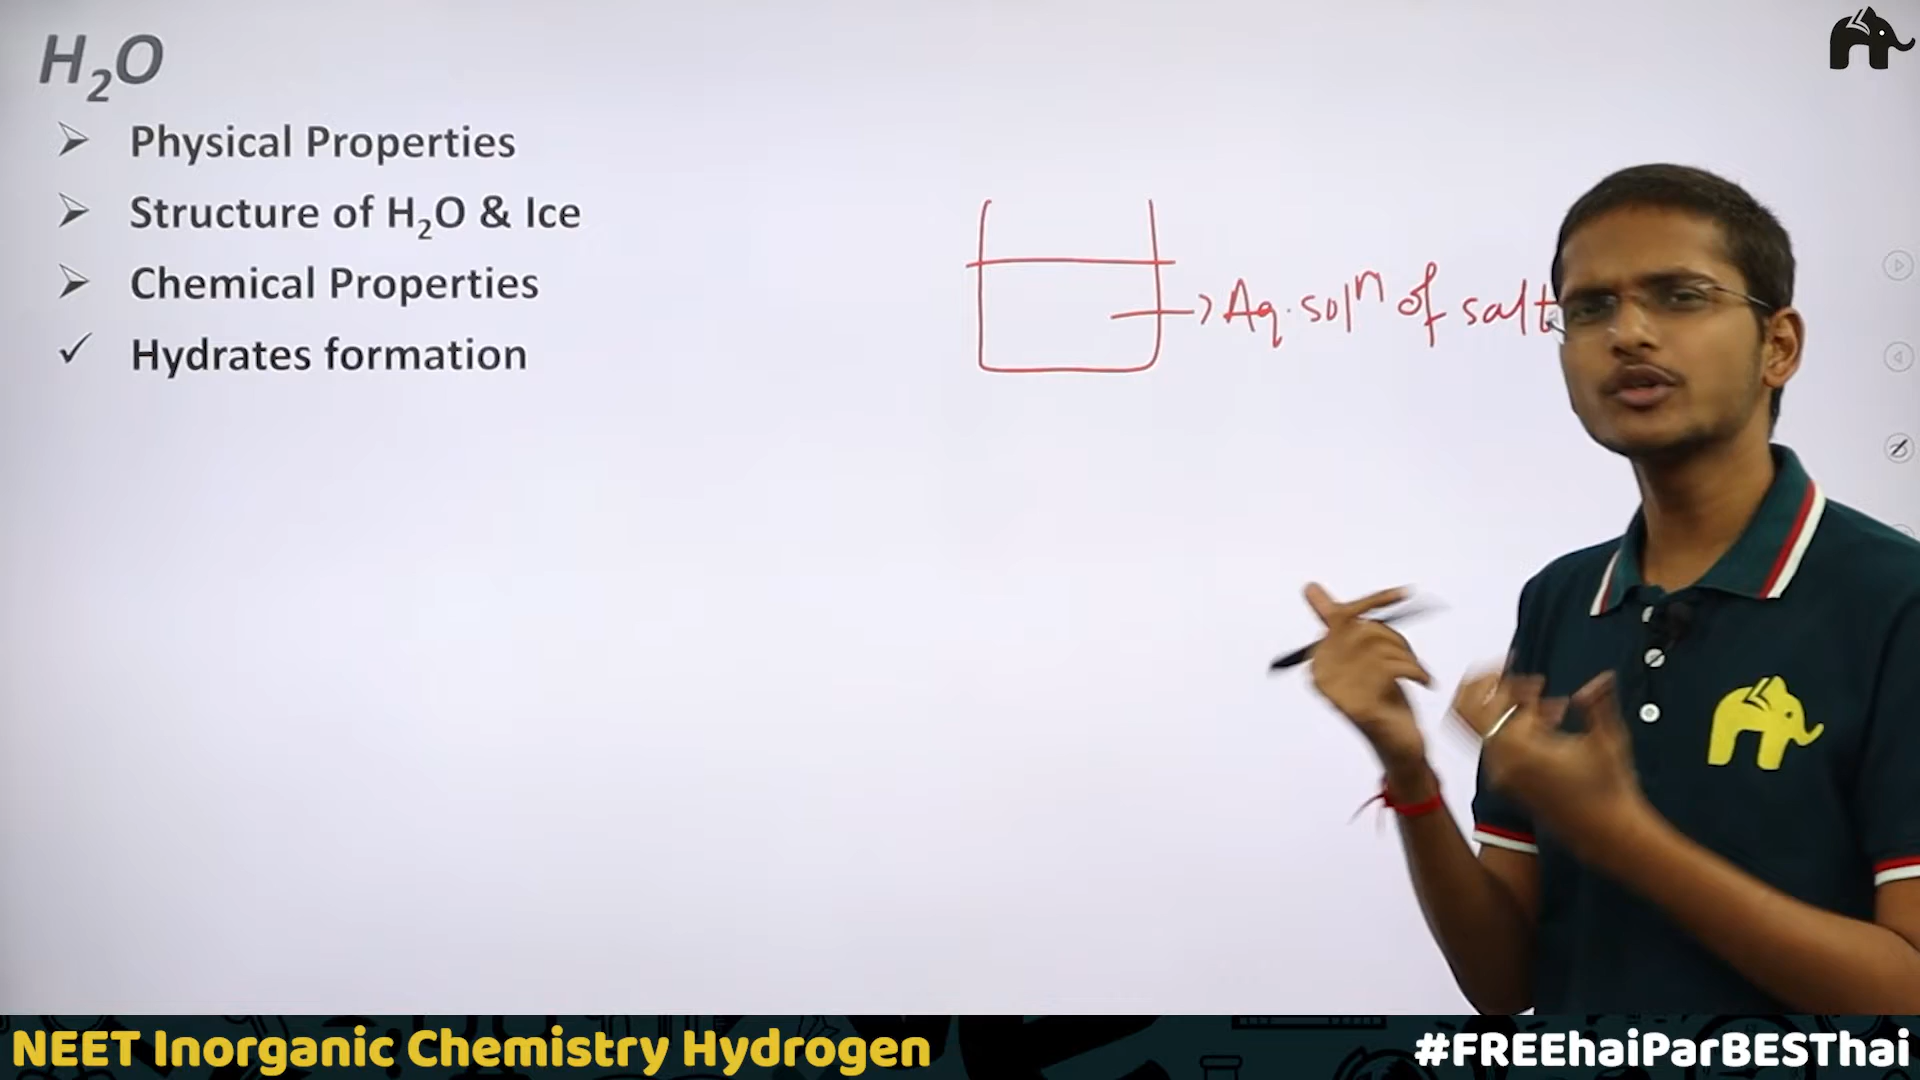 H₂O
➢ Physical Properties
➢ Structure of H₂O & Ice
➢ Chemical Properties
✓ Hydrates formation
→ Aq. solⁿ of salt
NEET Inorganic Chemistry Hydrogen
#FREEhaiParBESThai